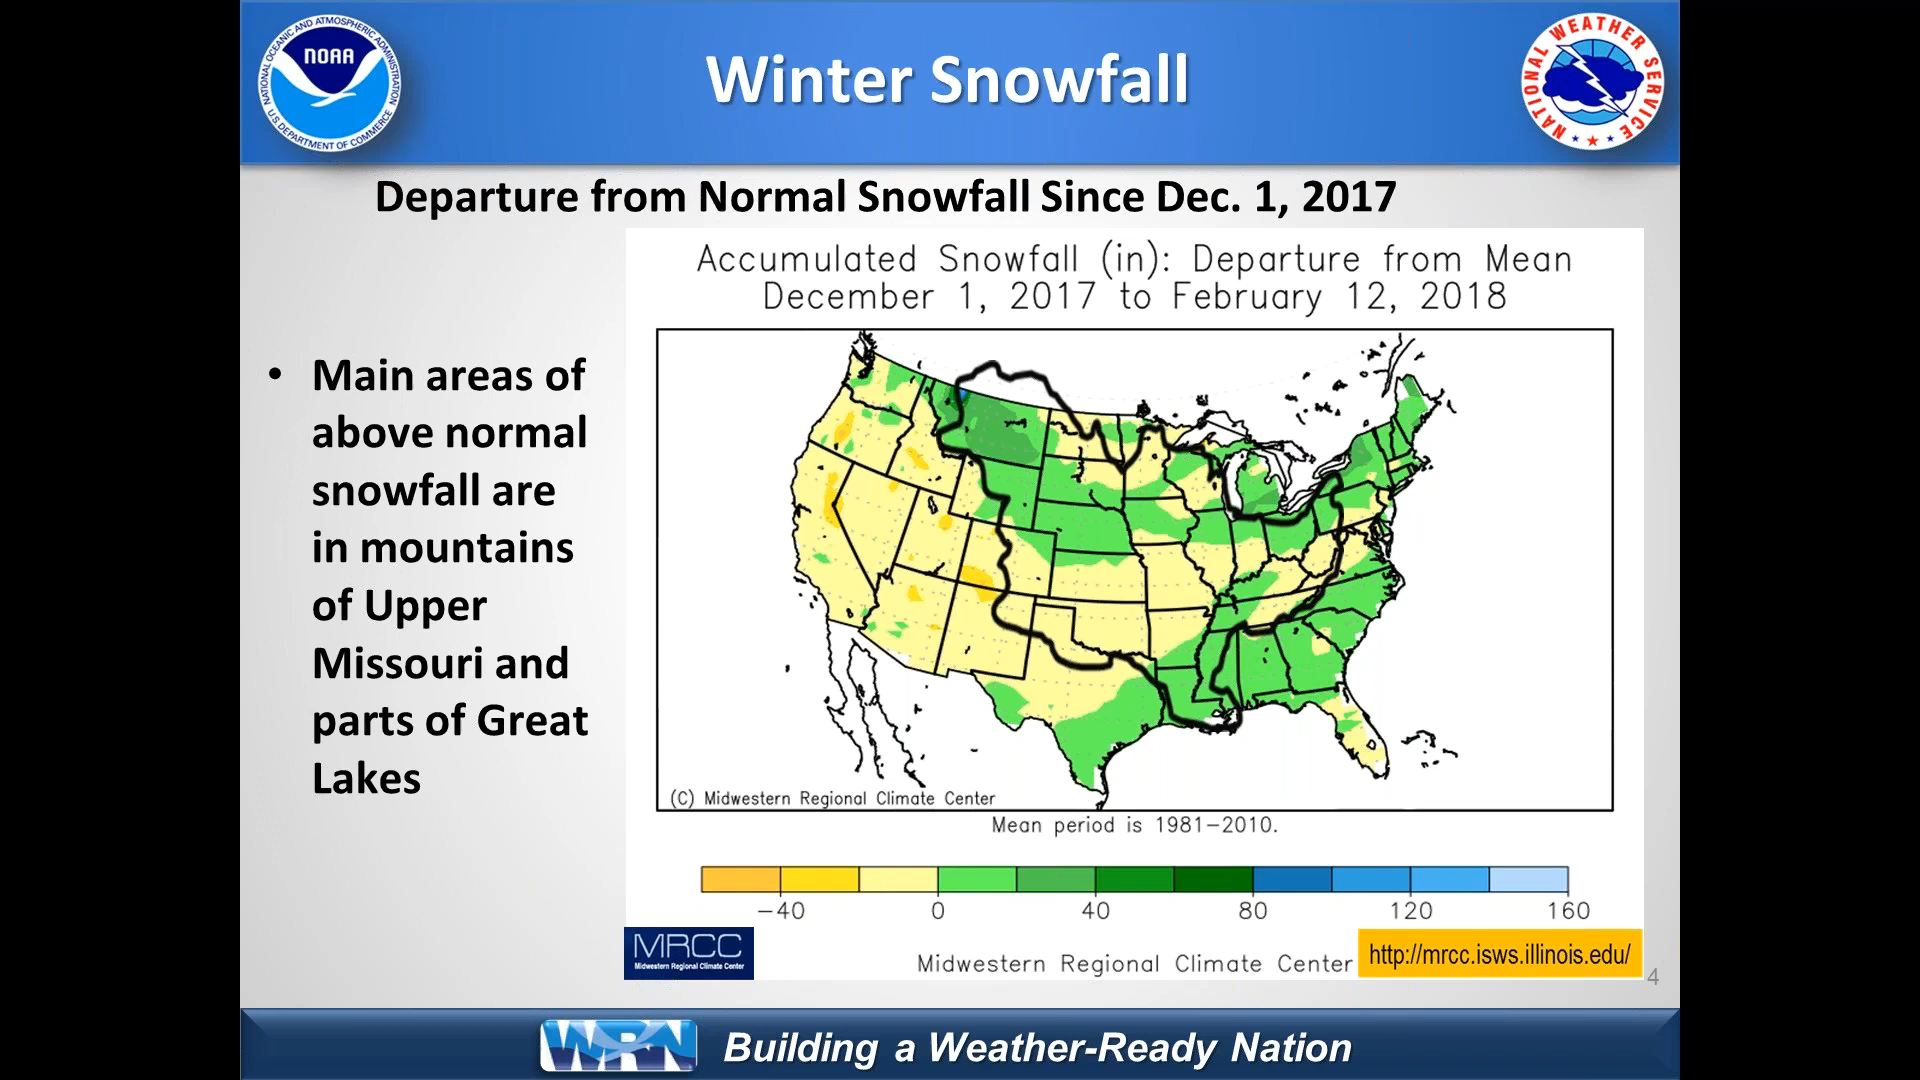 NOAA
NATIONAL OCEANIC AND ATMOSPHERIC ADMINISTRATION
U.S. DEPARTMENT OF COMMERCE
Winter Snowfall
NATIONAL WEATHER SERVICE
Departure from Normal Snowfall Since Dec. 1, 2017
• Main areas of
above normal
snowfall are
in mountains
of Upper
Missouri and
parts of Great
Lakes
Accumulated Snowfall (in): Departure from Mean
December 1, 2017 to February 12, 2018
(C) Midwestern Regional Climate Center
Mean period is 1981-2010.
-40 0 40 80 120 160
MRCC
Midwestern Regional Climate Center
Midwestern Regional Climate Center
http://mrcc.isws.illinois.edu/
4
WRN
Building a Weather-Ready Nation